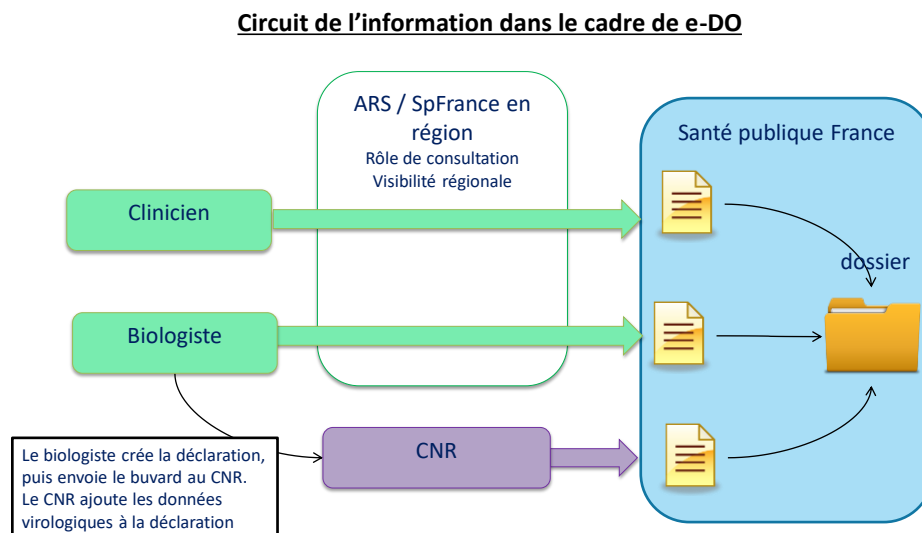 Circuit de l’information dans le cadre de e-DO
ARS / SpFrance en
région
Rôle de consultation
Visibilité régionale
Santé publique France
Clinicien
dossier
Biologiste
CNR
Le biologiste crée la déclaration,
puis envoie le buvard au CNR.
Le CNR ajoute les données
virologiques à la déclaration